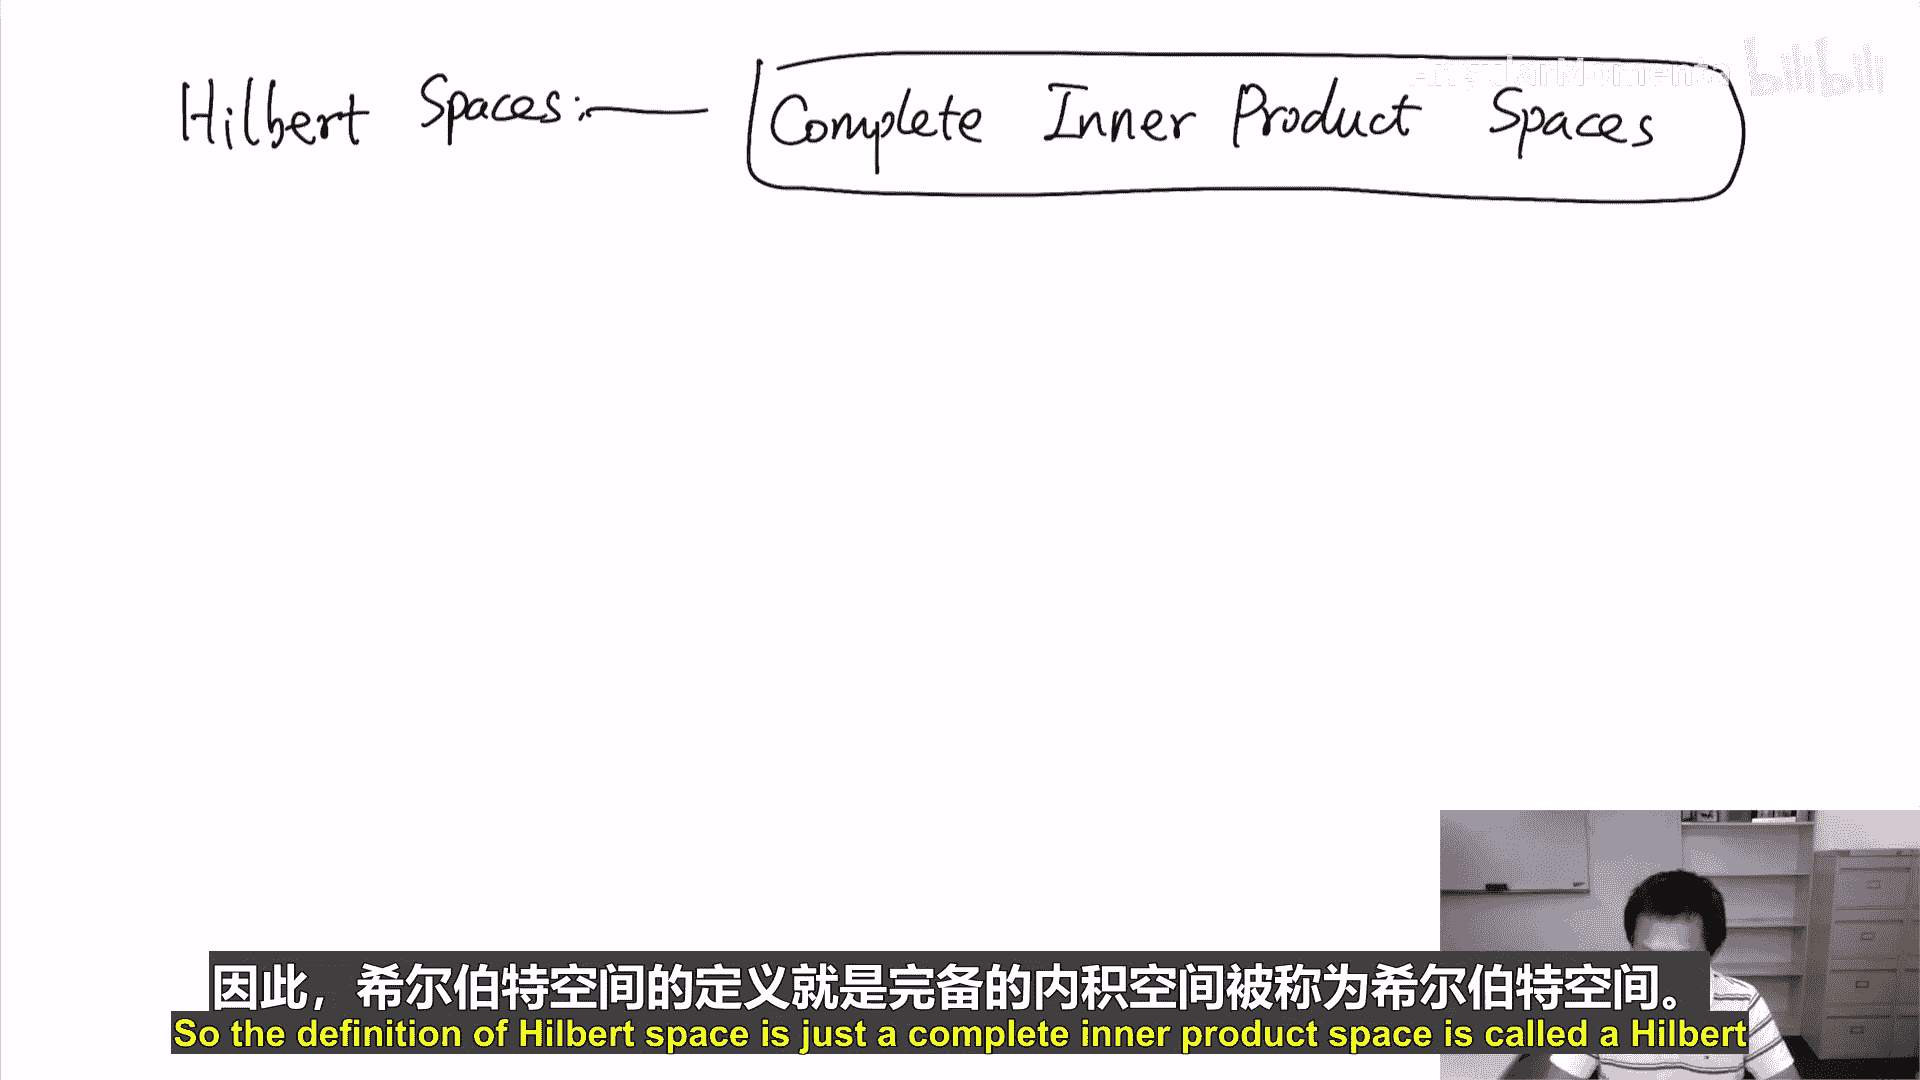 Hilbert Spaces:— Complete Inner Product Spaces
bilibili
因此，希尔伯特空间的定义就是完备的内积空间被称为希尔伯特空间。
So the definition of Hilbert space is just a complete inner product space is called a Hilbert